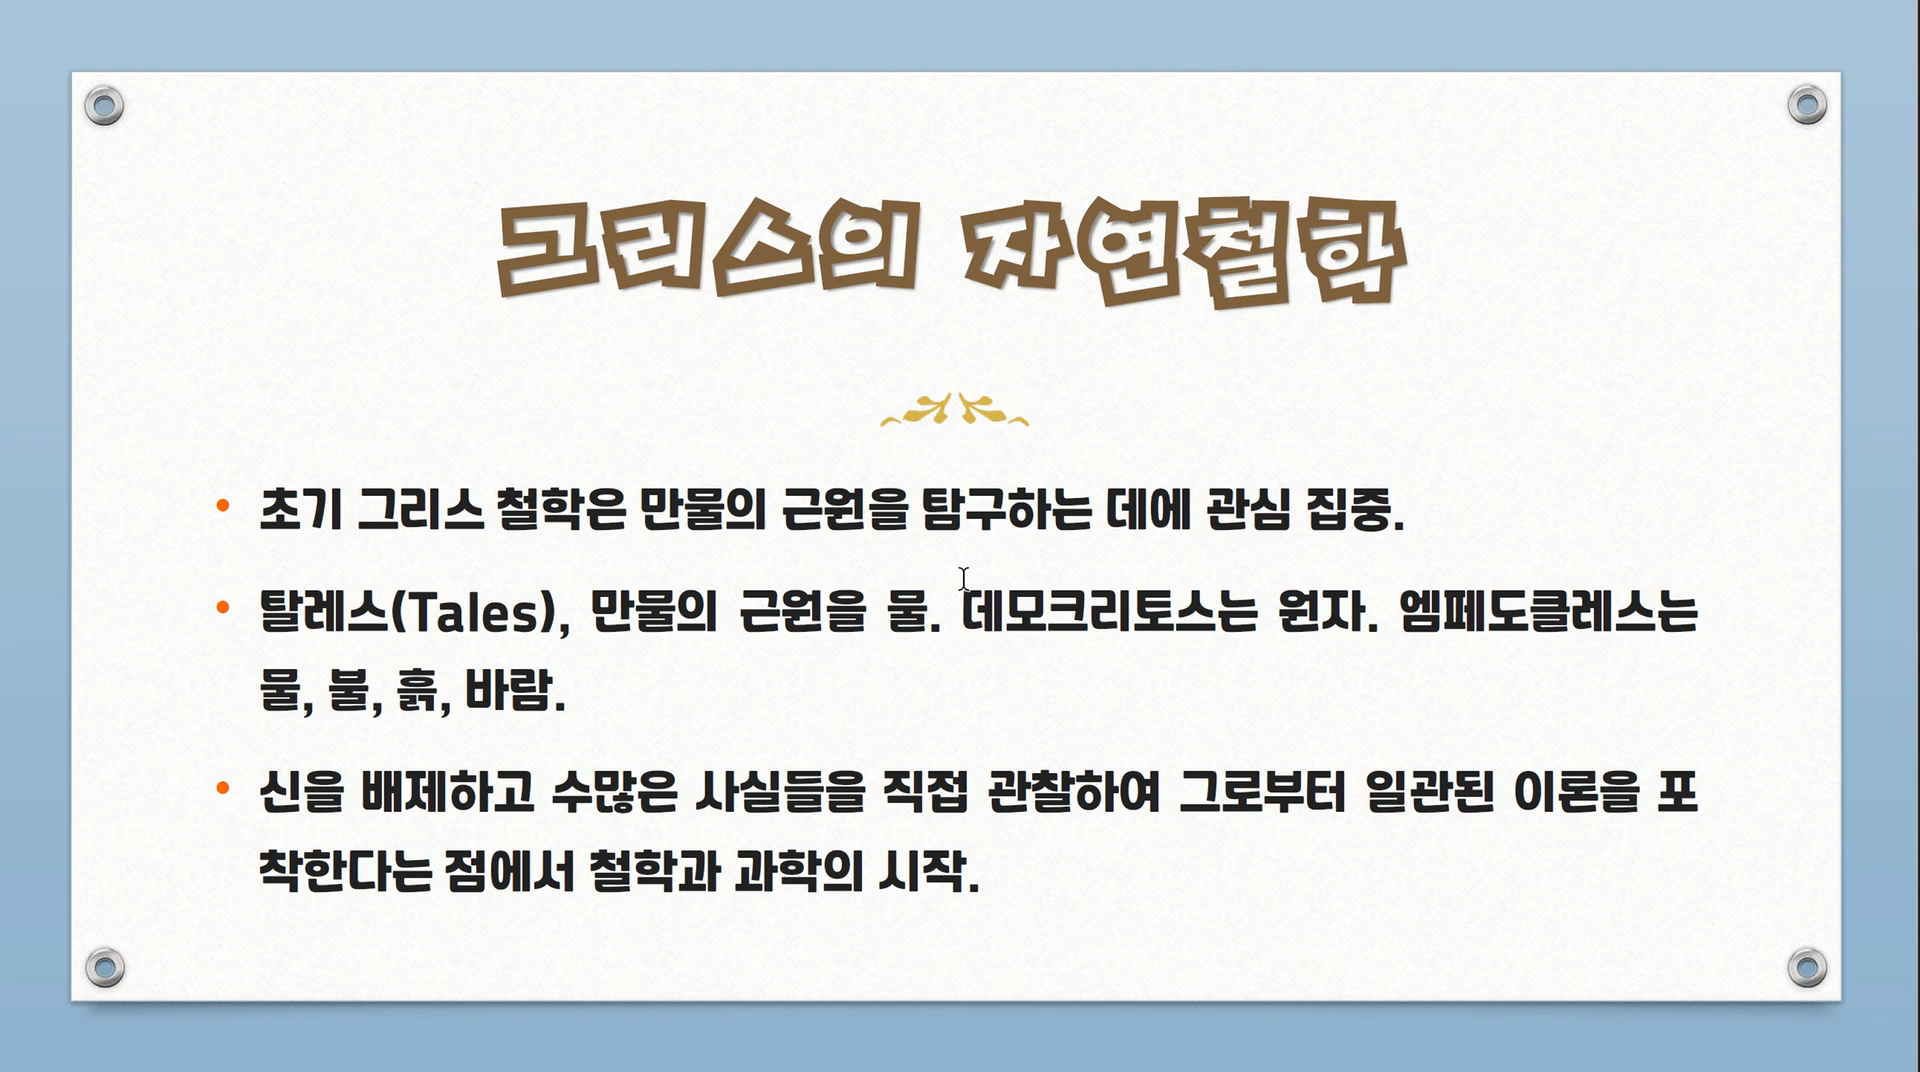 그리스의 자연철학
• 초기 그리스 철학은 만물의 근원을 탐구하는 데에 관심 집중.
• 탈레스(Tales), 만물의 근원을 물. 데모크리토스는 원자. 엠페도클레스는
물, 불, 흙, 바람.
• 신을 배제하고 수많은 사실들을 직접 관찰하여 그로부터 일관된 이론을 포
착한다는 점에서 철학과 과학의 시작.